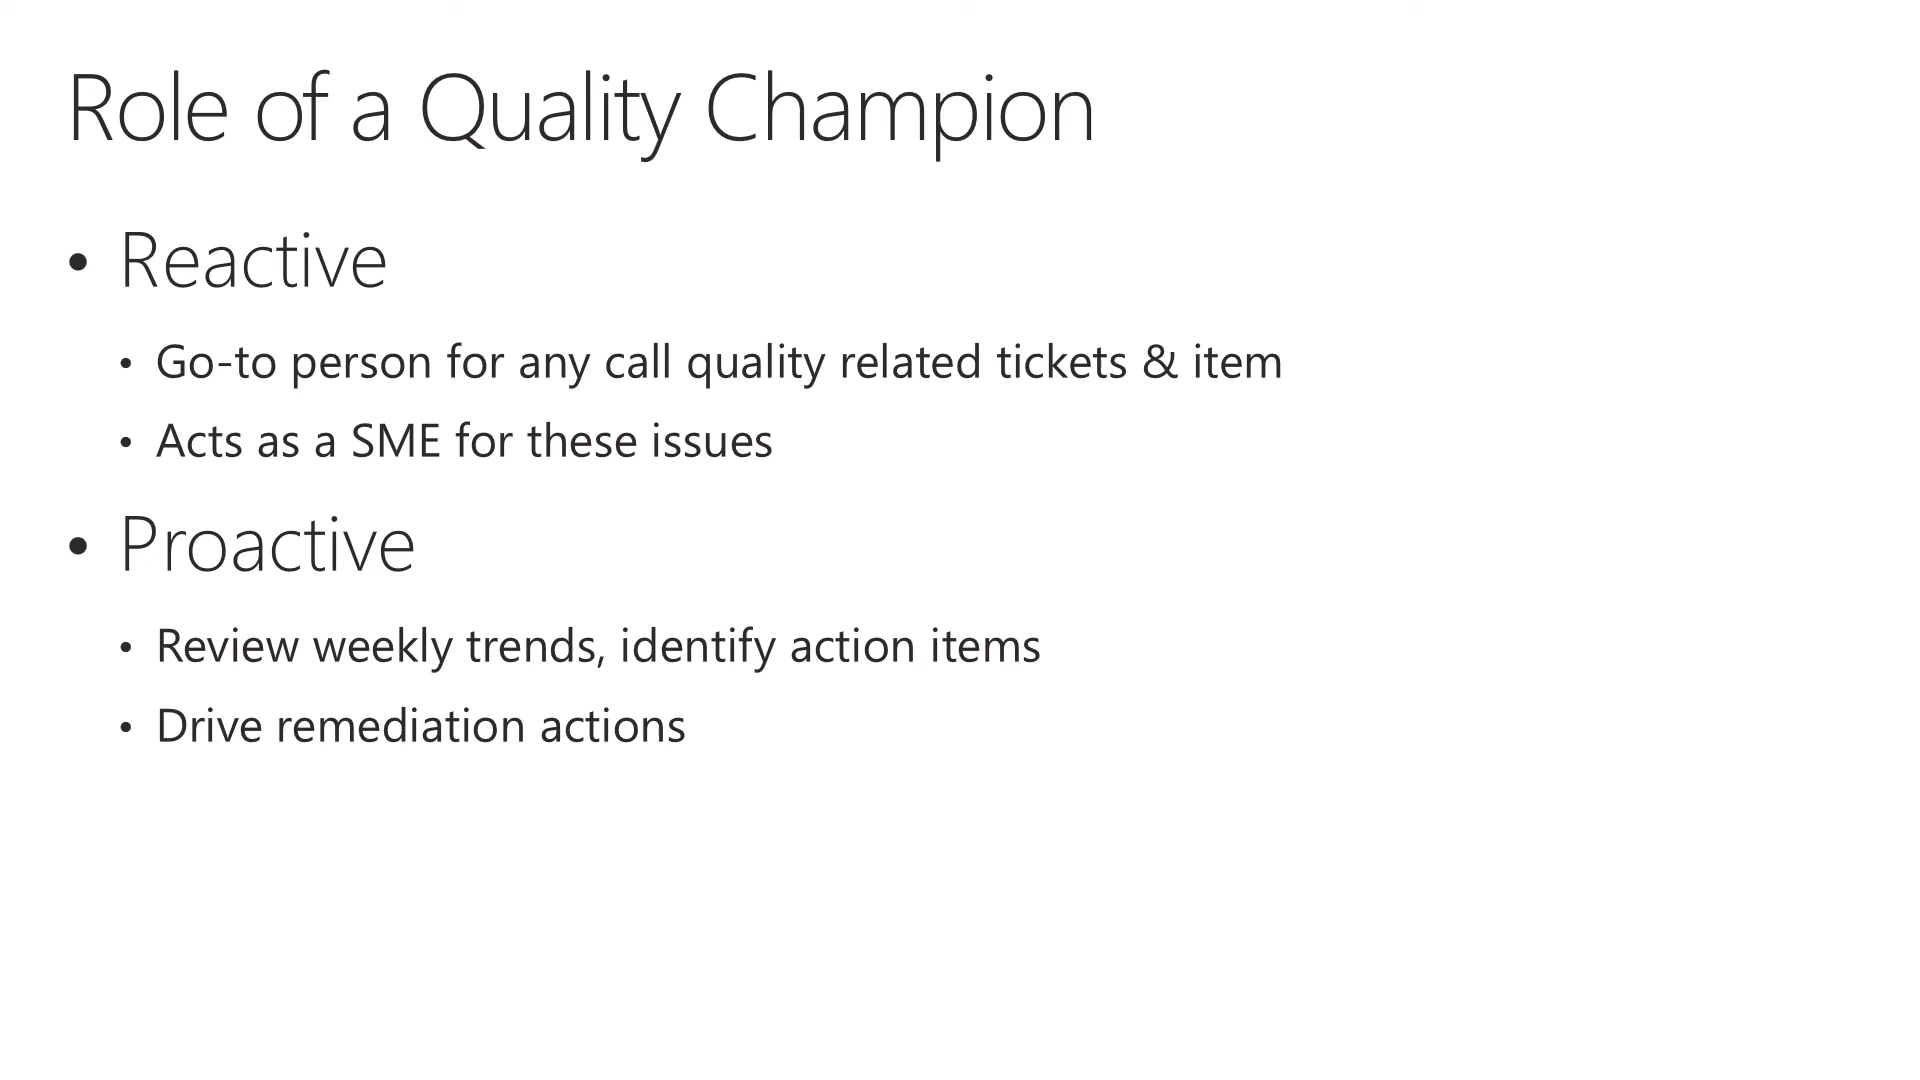 Role of a Quality Champion
• Reactive
• Go-to person for any call quality related tickets & item
• Acts as a SME for these issues
• Proactive
• Review weekly trends, identify action items
• Drive remediation actions